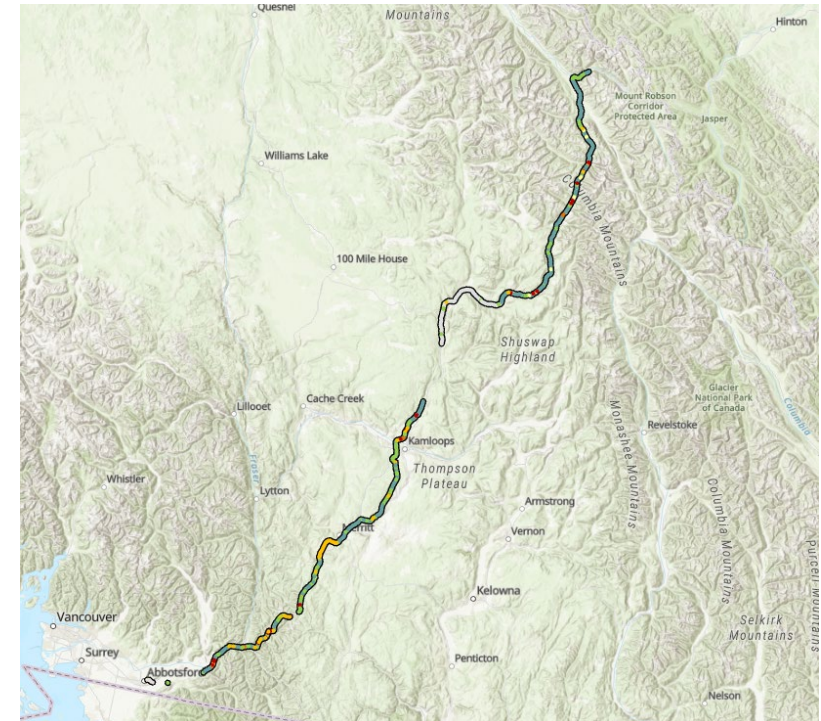 Quesnel
Mountains
Hinton
Mount Robson
Corridor
Protected Area
Jasper
Williams Lake
Columbia Mountains
100 Mile House
Shuswap
Highland
Glacier
National Park
of Canada
Columbia
Cache Creek
Lillooet
Revelstoke
Kamloops
Monashee Mountains
Thompson
Plateau
Fraser
Whistler
Lytton
Armstrong
Columbia Mountains
Merritt
Vernon
Purcell Mountains
Kelowna
Vancouver
Selkirk
Mountains
Surrey
Abbotsford
Penticton
Nelson